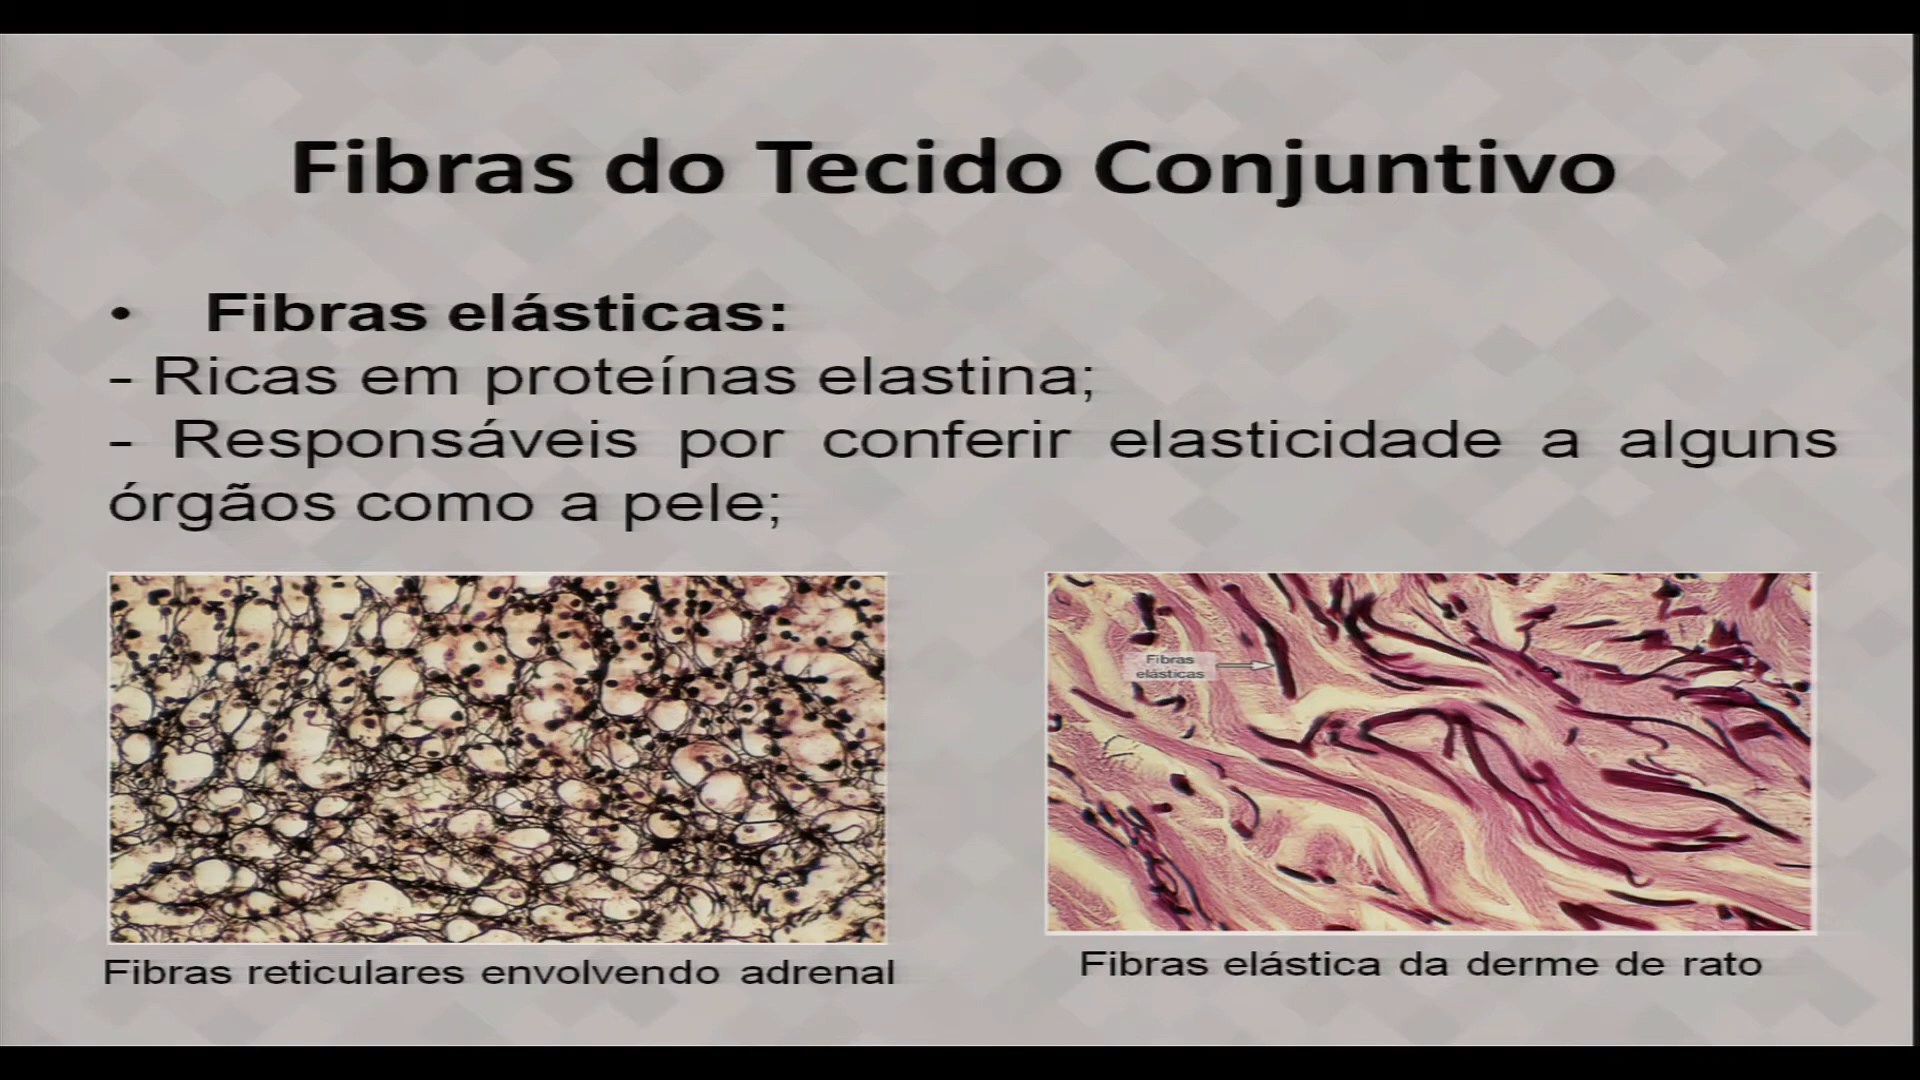 Fibras do Tecido Conjuntivo
• Fibras elásticas:
- Ricas em proteínas elastina;
- Responsáveis por conferir elasticidade a alguns
órgãos como a pele;
Fibras
elásticas
Fibras reticulares envolvendo adrenal
Fibras elástica da derme de rato